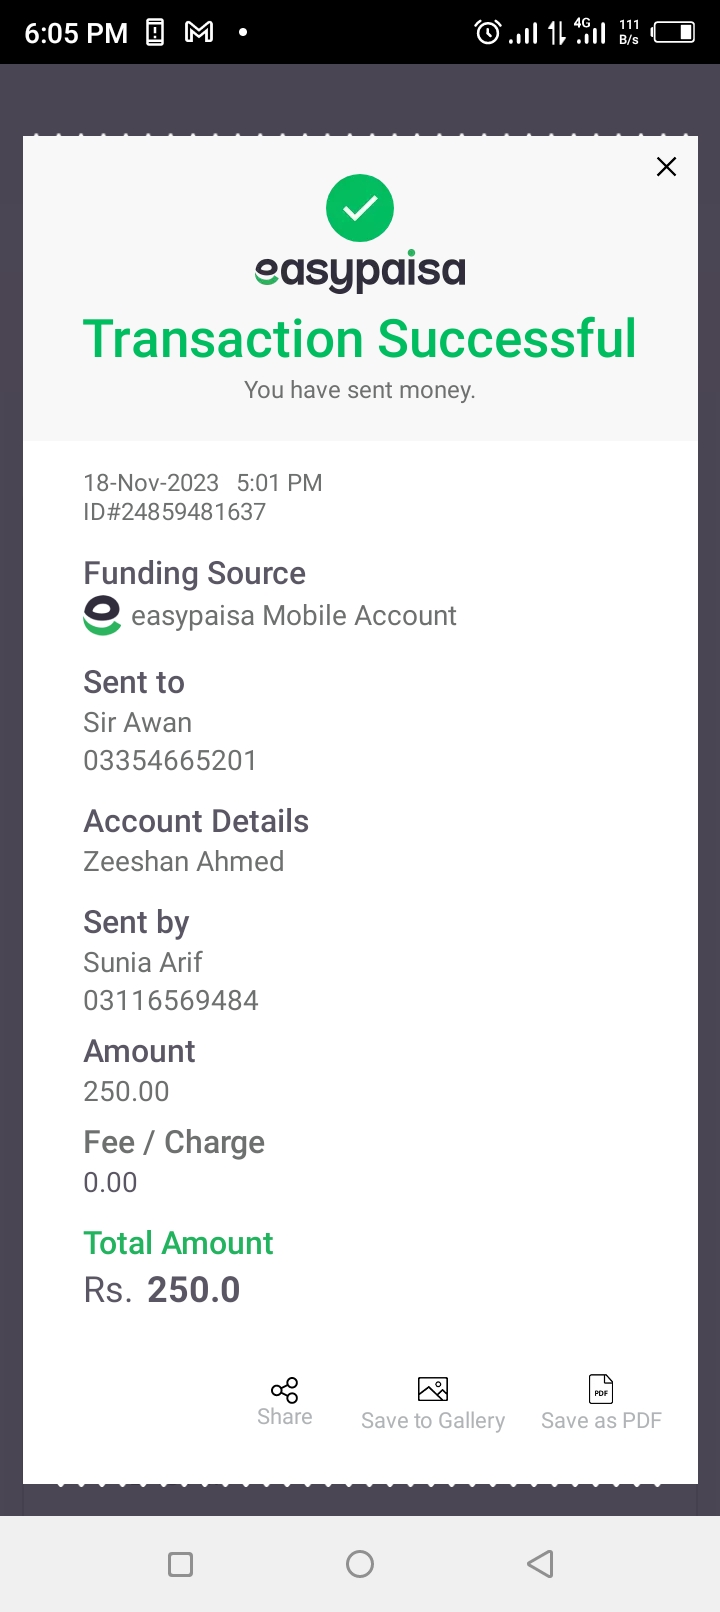 6:05 PM
4G
111
B/s
easypaisa
Transaction Successful
You have sent money.
18-Nov-2023 5:01 PM
ID#24859481637
Funding Source
easypaisa Mobile Account
Sent to
Sir Awan
03354665201
Account Details
Zeeshan Ahmed
Sent by
Sunia Arif
03116569484
Amount
250.00
Fee / Charge
0.00
Total Amount
Rs. 250.0
Share
Save to Gallery
PDF
Save as PDF